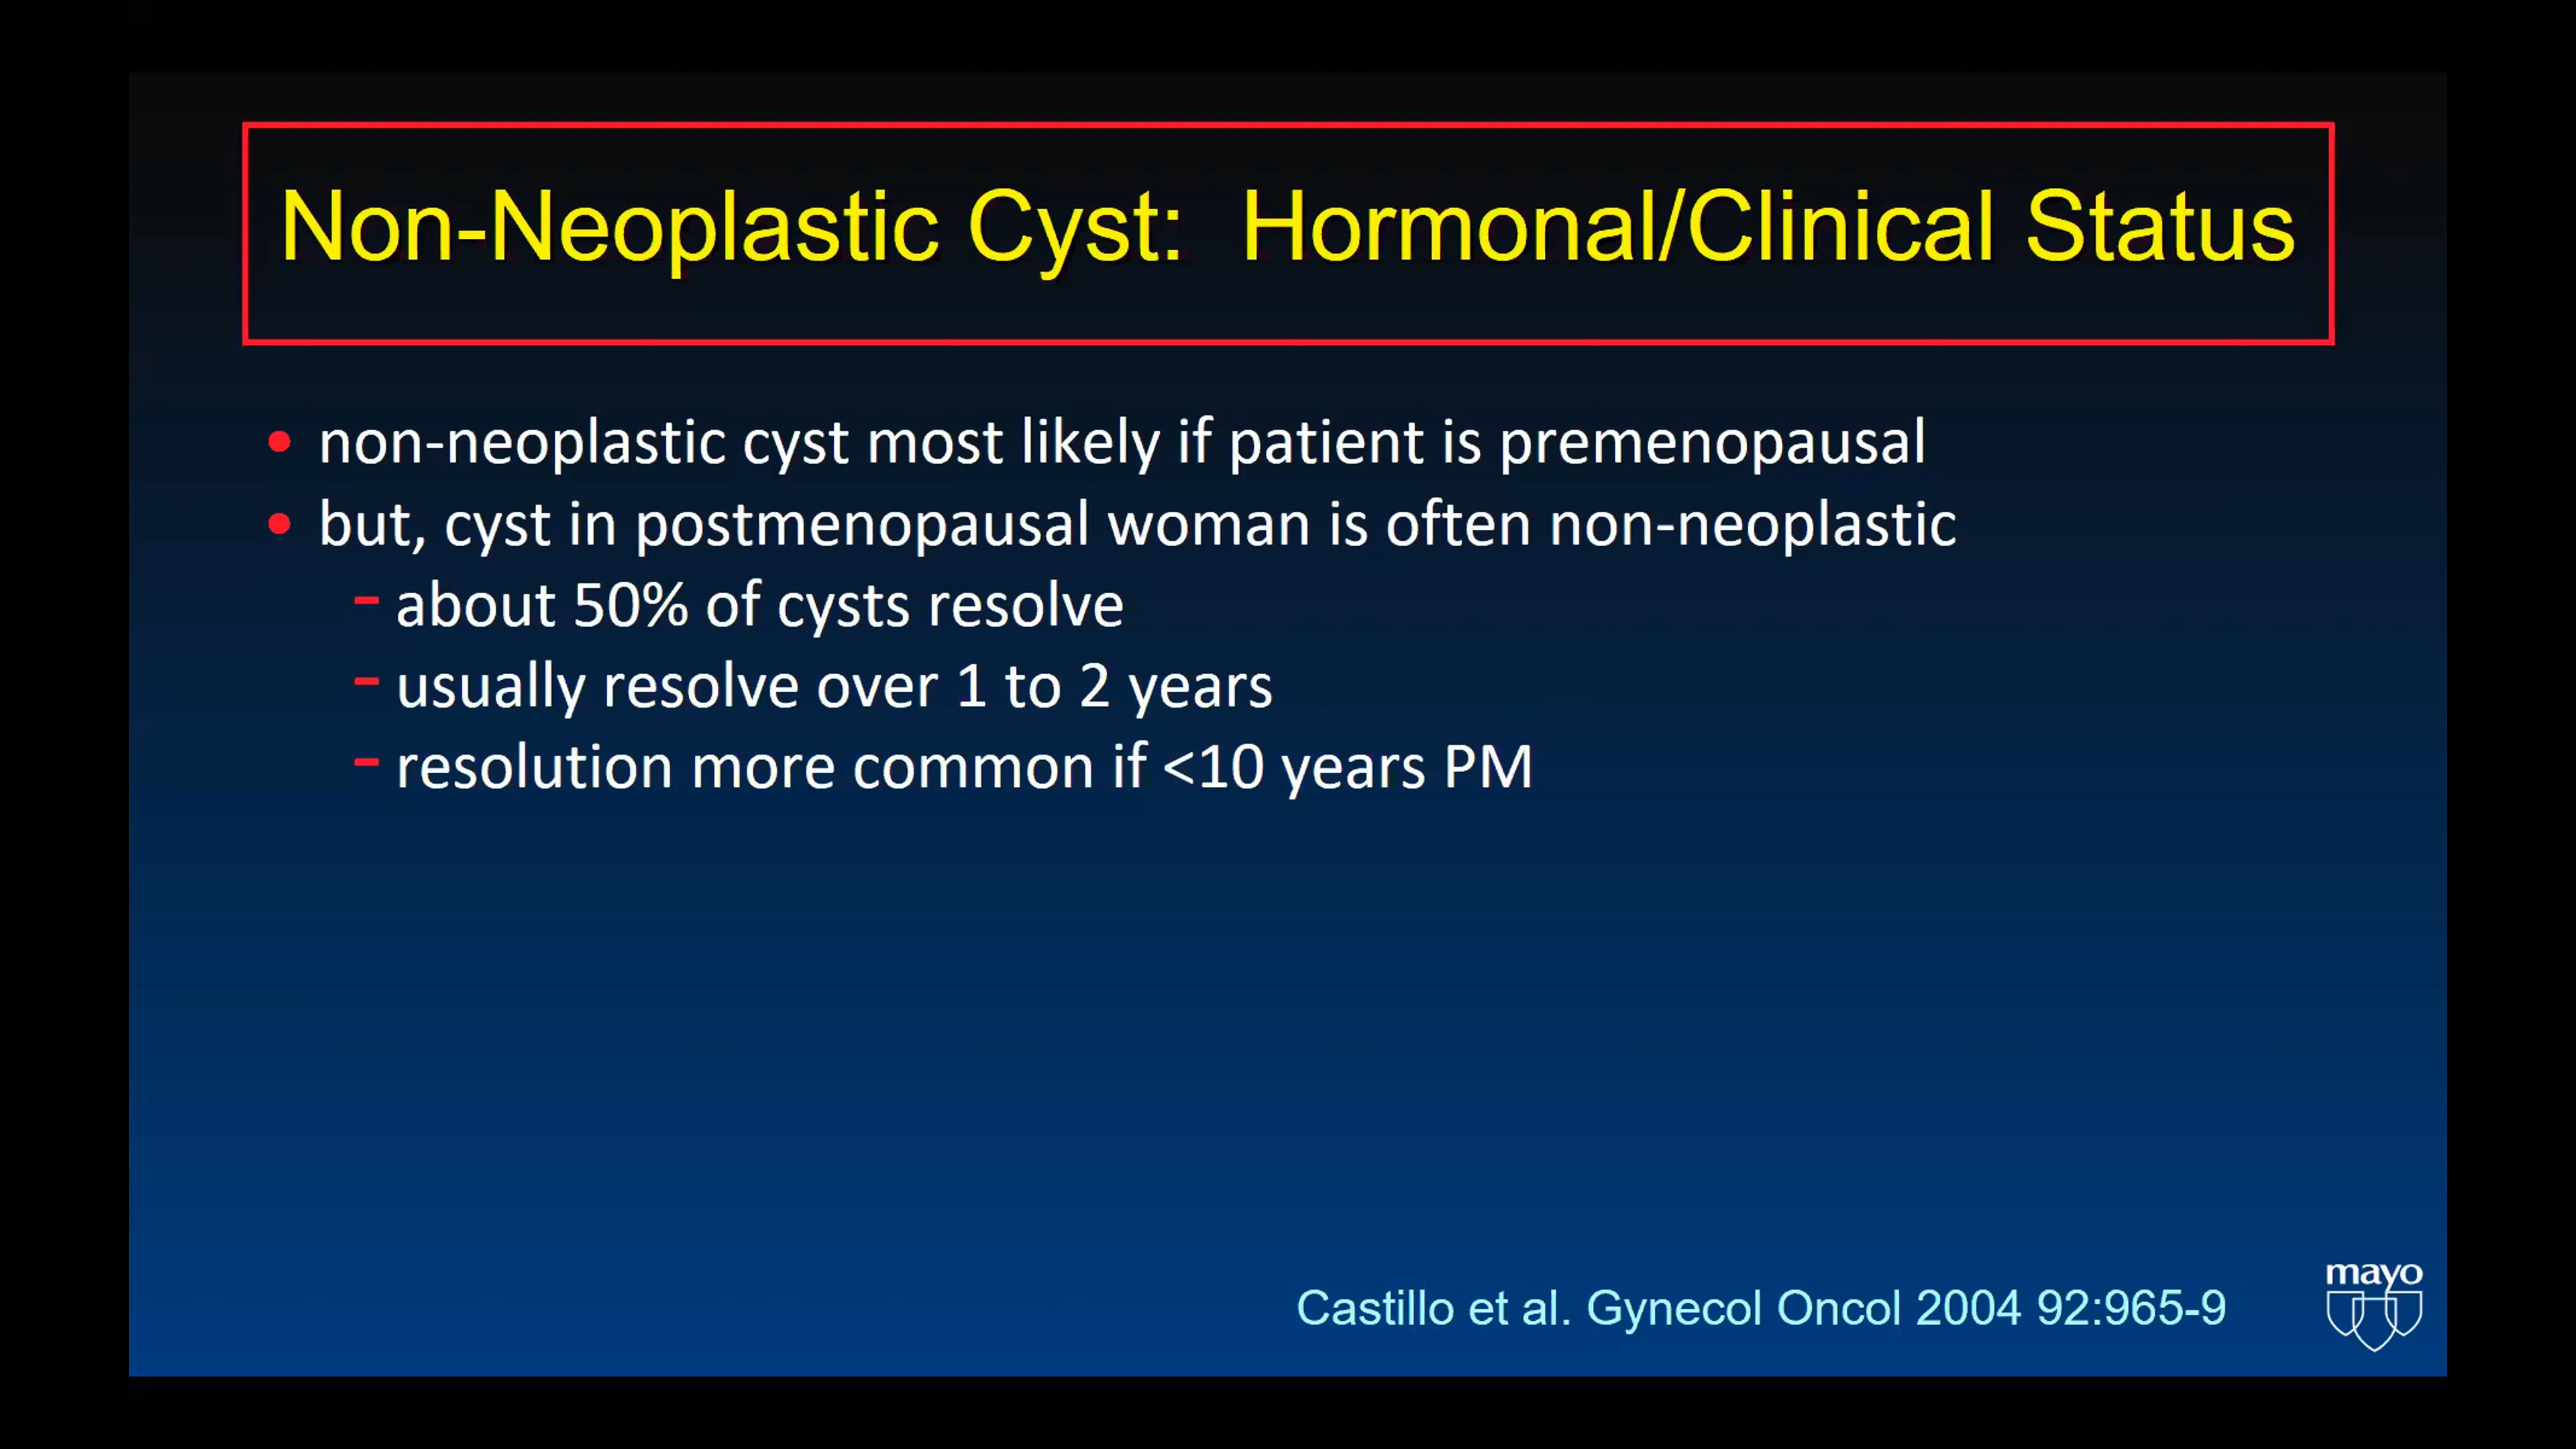 Non-Neoplastic Cyst: Hormonal/Clinical Status
• non-neoplastic cyst most likely if patient is premenopausal
• but, cyst in postmenopausal woman is often non-neoplastic
- about 50% of cysts resolve
- usually resolve over 1 to 2 years
- resolution more common if <10 years PM
Castillo et al. Gynecol Oncol 2004 92:965-9
mayo